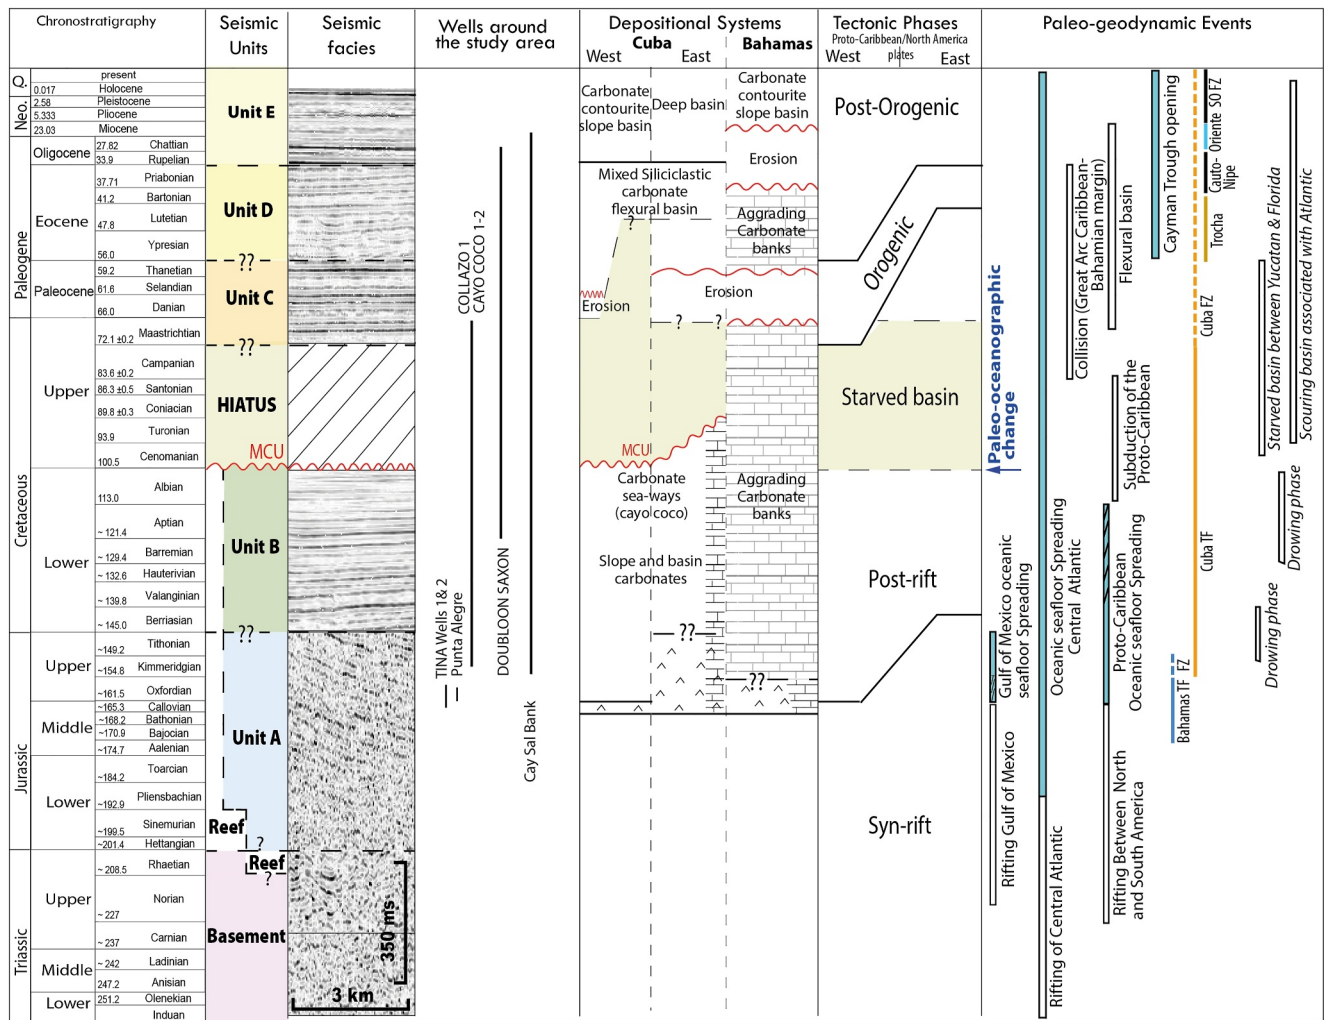 Chronostratigraphy
Seismic
Units
Seismic
facies
Wells around
the study area
Depositional Systems
Cuba
Bahamas
West
East
Tectonic Phases
Proto-Caribbean/North America
plates
West
East
Paleo-geodynamic Events
Q.
Neo.
Paleogene
Cretaceous
Jurassic
Triassic
Oligocene
Eocene
Paleocene
Upper
Lower
Upper
Middle
Lower
Upper
Middle
Lower
present
0.017 Holocene
2.58 Pleistocene
5.333 Pliocene
23.03 Miocene
27.82 Chattian
33.9 Rupelian
37.71 Priabonian
41.2 Bartonian
47.8 Lutetian
56.0 Ypresian
59.2 Thanetian
61.6 Selandian
66.0 Danian
72.1 ±0.2 Maastrichtian
83.6 ±0.2 Campanian
86.3 ±0.5 Santonian
89.8 ±0.3 Coniacian
93.9 Turonian
100.5 Cenomanian
113.0 Albian
~ 121.4 Aptian
~ 129.4 Barremian
~ 132.6 Hauterivian
~ 139.8 Valanginian
~ 145.0 Berriasian
~149.2 Tithonian
~154.8 Kimmeridgian
~161.5 Oxfordian
~165.3 Callovian
~168.2 Bathonian
~170.9 Bajocian
~174.7 Aalenian
~184.2 Toarcian
~192.9 Pliensbachian
~199.5 Sinemurian
~201.4 Hettangian
~ 208.5 Rhaetian
~ 227 Norian
~ 237 Carnian
~ 242 Ladinian
247.2 Anisian
251.2 Olenekian
Induan
Unit E
Unit D
??
Unit C
??
HIATUS
MCU
Unit B
??
Unit A
Reef
?
Reef
?
Basement
350 ms
3 km
COLLAZO 1
CAYO COCO 1-2
TINA Wells 1& 2
Punta Alegre
DOUBLOON SAXON
Cay Sal Bank
Carbonate
contourite
slope basin
Deep basin
Carbonate
contourite
slope basin
Erosion
Mixed Siliciclastic
carbonate
flexural basin
?
Aggrading
Carbonate
banks
Erosion
Erosion
?
?
MCU
Carbonate
sea-ways
(cayo coco)
Aggrading
Carbonate
banks
Slope and basin
carbonates
??
??
Post-Orogenic
Orogenic
Starved basin
Post-rift
Syn-rift
Paleo-oceanographic
change
Gulf of Mexico oceanic
seafloor Spreading
Rifting Gulf of Mexico
Oceanic seafloor Spreading
Central Atlantic
Rifting of Central Atlantic
Collision (Great Arc Caribbean-
Bahamian margin)
Flexural basin
Subduction of the
Proto-Caribbean
Proto-Caribbean
Oceanic seafloor Spreading
Rifting Between North
and South America
Cayman Trough opening
Bahamas TF FZ
Cuba FZ
Cuba TF
Oriente SO FZ
Cauto-
Nipe
Trocha
Starved basin between Yucatan & Florida
Scouring basin associated with Atlantic
Drowing phase
Drowing phase